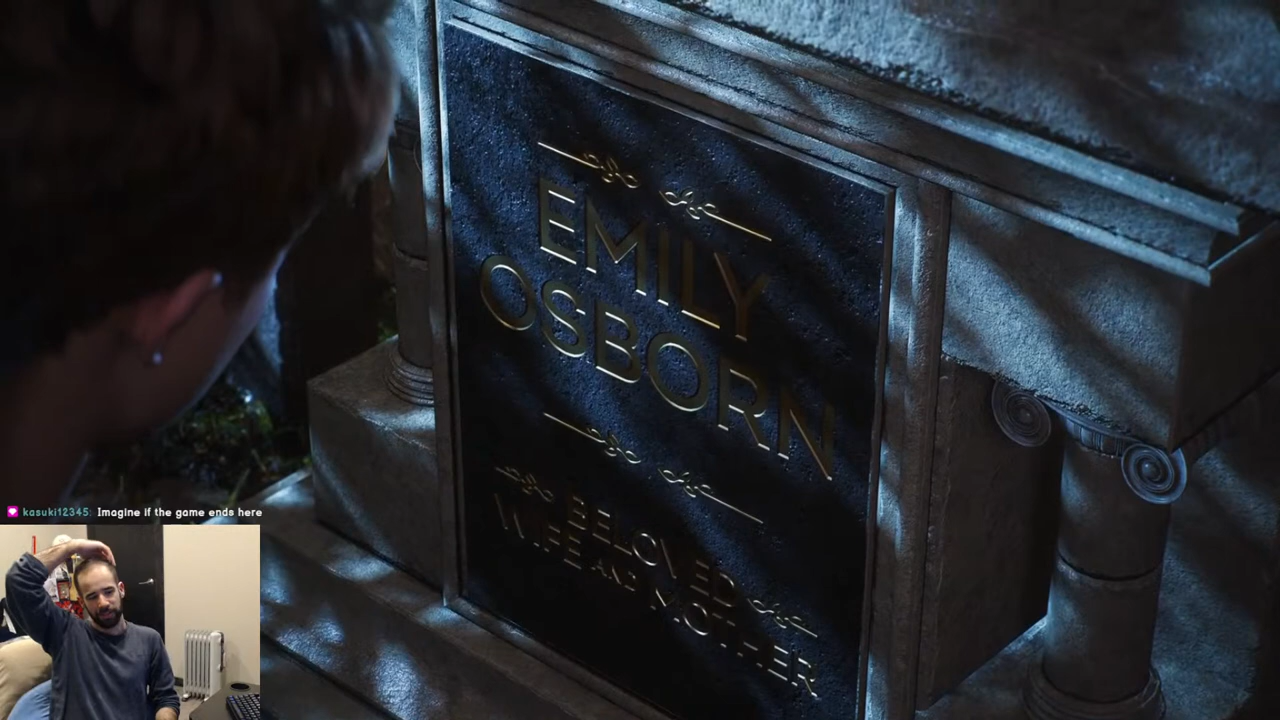 EMILY
OSBORN
BELOVED
WIFE AND MOTHER
kasuki12345: Imagine if the game ends here